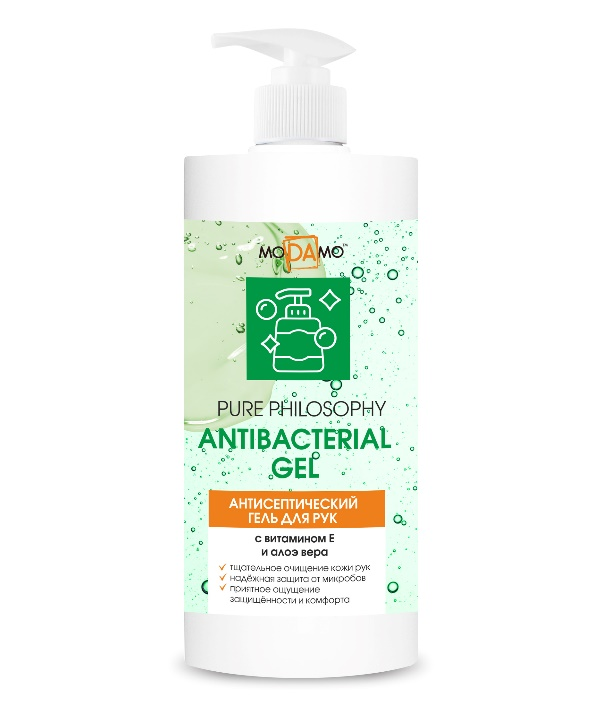 MODAMO™
PURE PHILOSOPHY
ANTIBACTERIAL
GEL
АНТИСЕПТИЧЕСКИЙ
ГЕЛЬ ДЛЯ РУК
с витамином Е
и алоэ вера
тщательное очищение кожи рук
надёжная защита от микробов
приятное ощущение
защищённости и комфорта